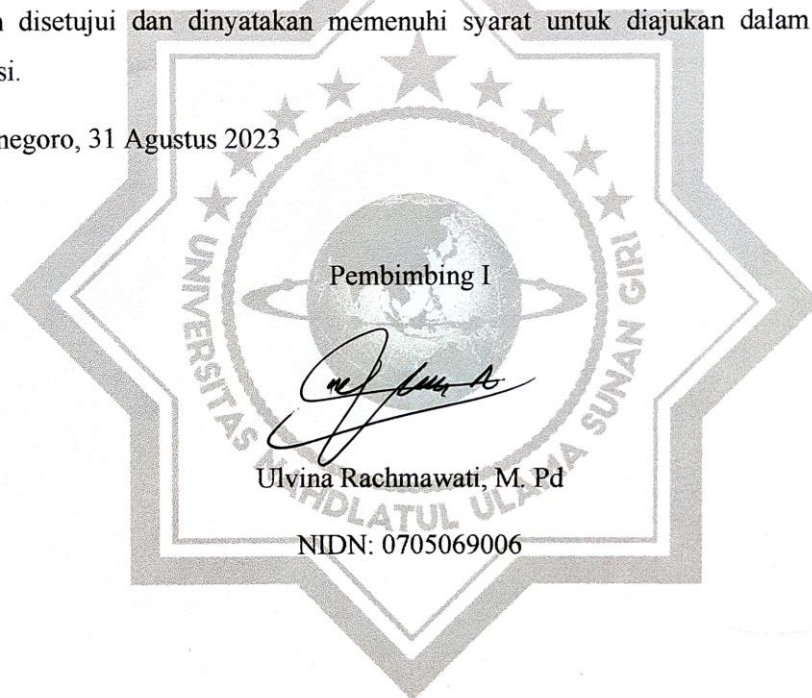 disetujui dan dinyatakan memenuhi syarat untuk diajukan dalam
si.
negoro, 31 Agustus 2023
Pembimbing I
Ulvina Rachmawati, M. Pd
NIDN: 0705069006
UNIVERSITAS NAHDLATUL ULAMA SUNAN GIRI